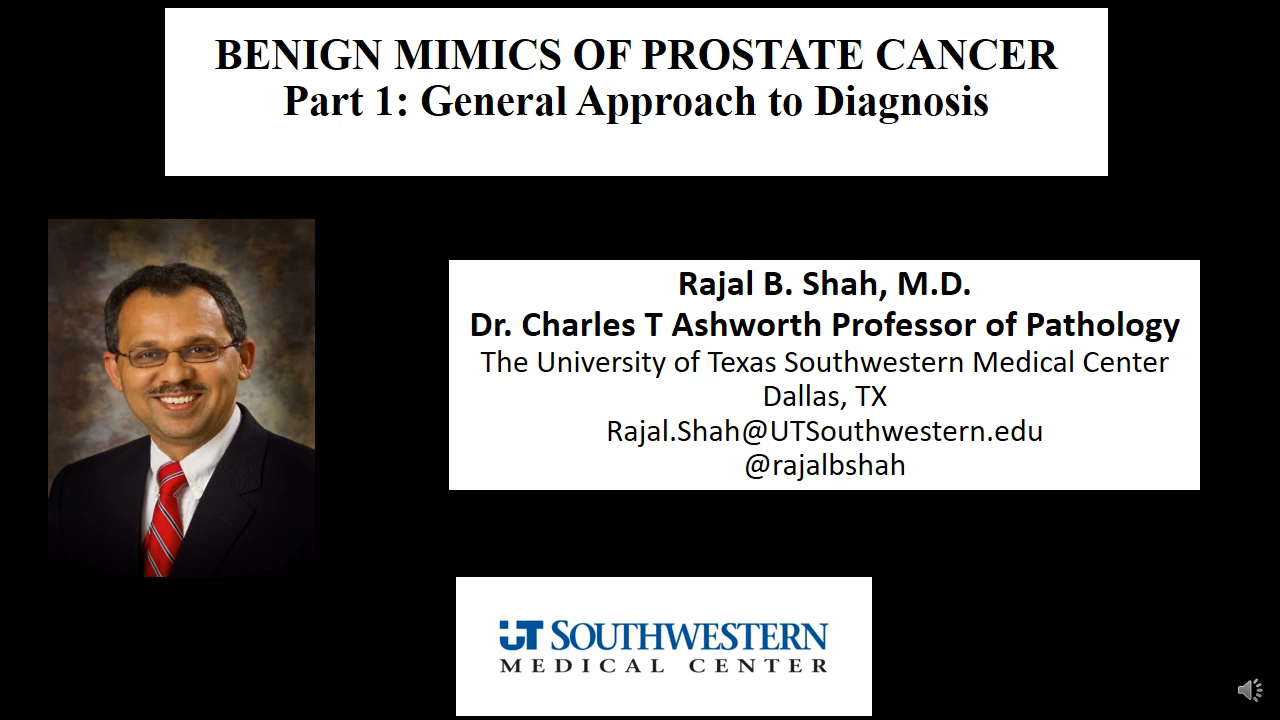 BENIGN MIMICS OF PROSTATE CANCER
Part 1: General Approach to Diagnosis
Rajal B. Shah, M.D.
Dr. Charles T Ashworth Professor of Pathology
The University of Texas Southwestern Medical Center
Dallas, TX
Rajal.Shah@UTSouthwestern.edu
@rajalbshah
UT SOUTHWESTERN
MEDICAL CENTER